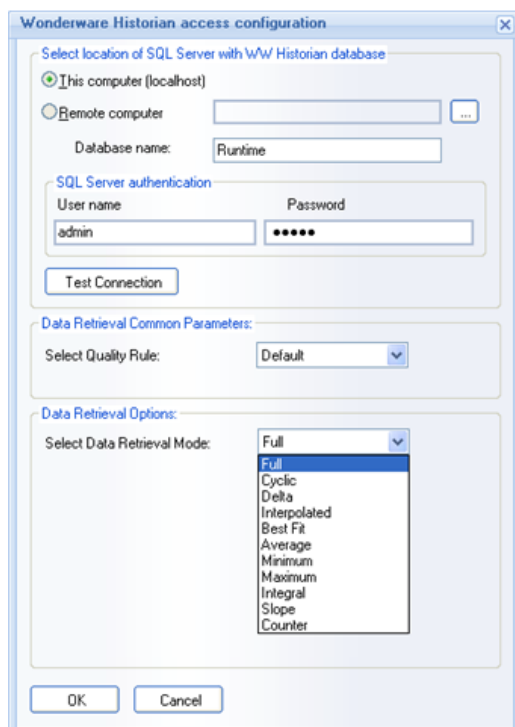 Wonderware Historian access configuration
Select location of SQL Server with WW Historian database
This computer (localhost)
Remote computer
...
Database name:
Runtime
SQL Server authentication
User name
Password
admin
•••••
Test Connection
Data Retrieval Common Parameters:
Select Quality Rule:
Default
Data Retrieval Options:
Select Data Retrieval Mode:
Full
Full
Cyclic
Delta
Interpolated
Best Fit
Average
Minimum
Maximum
Integral
Slope
Counter
OK
Cancel